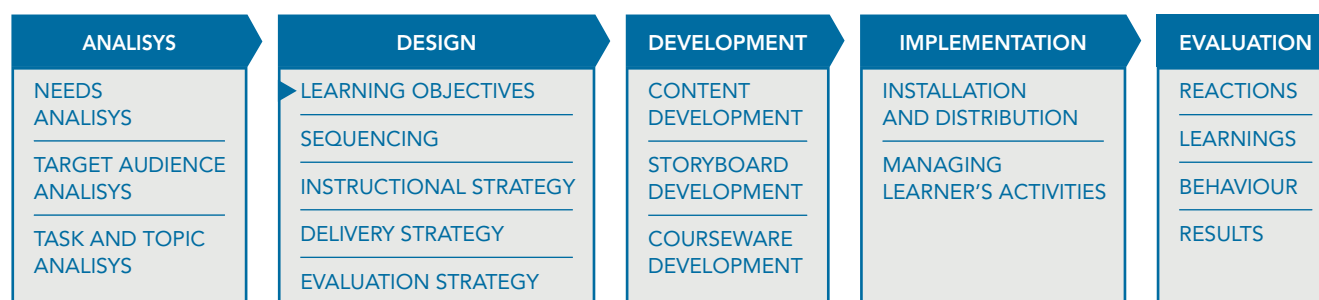 ANALISYS
NEEDS
ANALISYS
TARGET AUDIENCE
ANALISYS
TASK AND TOPIC
ANALISYS
DESIGN
LEARNING OBJECTIVES
SEQUENCING
INSTRUCTIONAL STRATEGY
DELIVERY STRATEGY
EVALUATION STRATEGY
DEVELOPMENT
CONTENT
DEVELOPMENT
STORYBOARD
DEVELOPMENT
COURSEWARE
DEVELOPMENT
IMPLEMENTATION
INSTALLATION
AND DISTRIBUTION
MANAGING
LEARNER'S ACTIVITIES
EVALUATION
REACTIONS
LEARNINGS
BEHAVIOUR
RESULTS